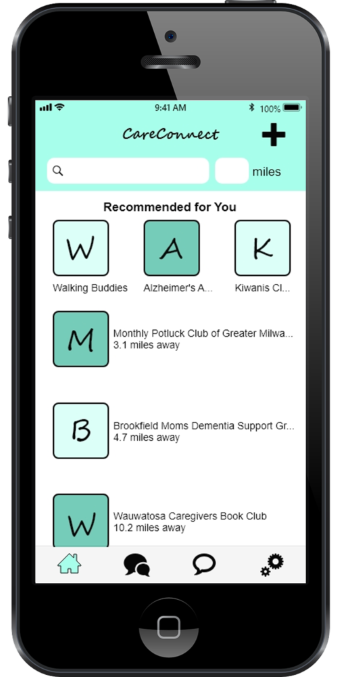 9:41 AM
100%
CareConnect
miles
Recommended for You
W
A
K
Walking Buddies
Alzheimer's A...
Kiwanis Cl...
M
Monthly Potluck Club of Greater Milwa...
3.1 miles away
B
Brookfield Moms Dementia Support Gr...
4.7 miles away
W
Wauwatosa Caregivers Book Club
10.2 miles away